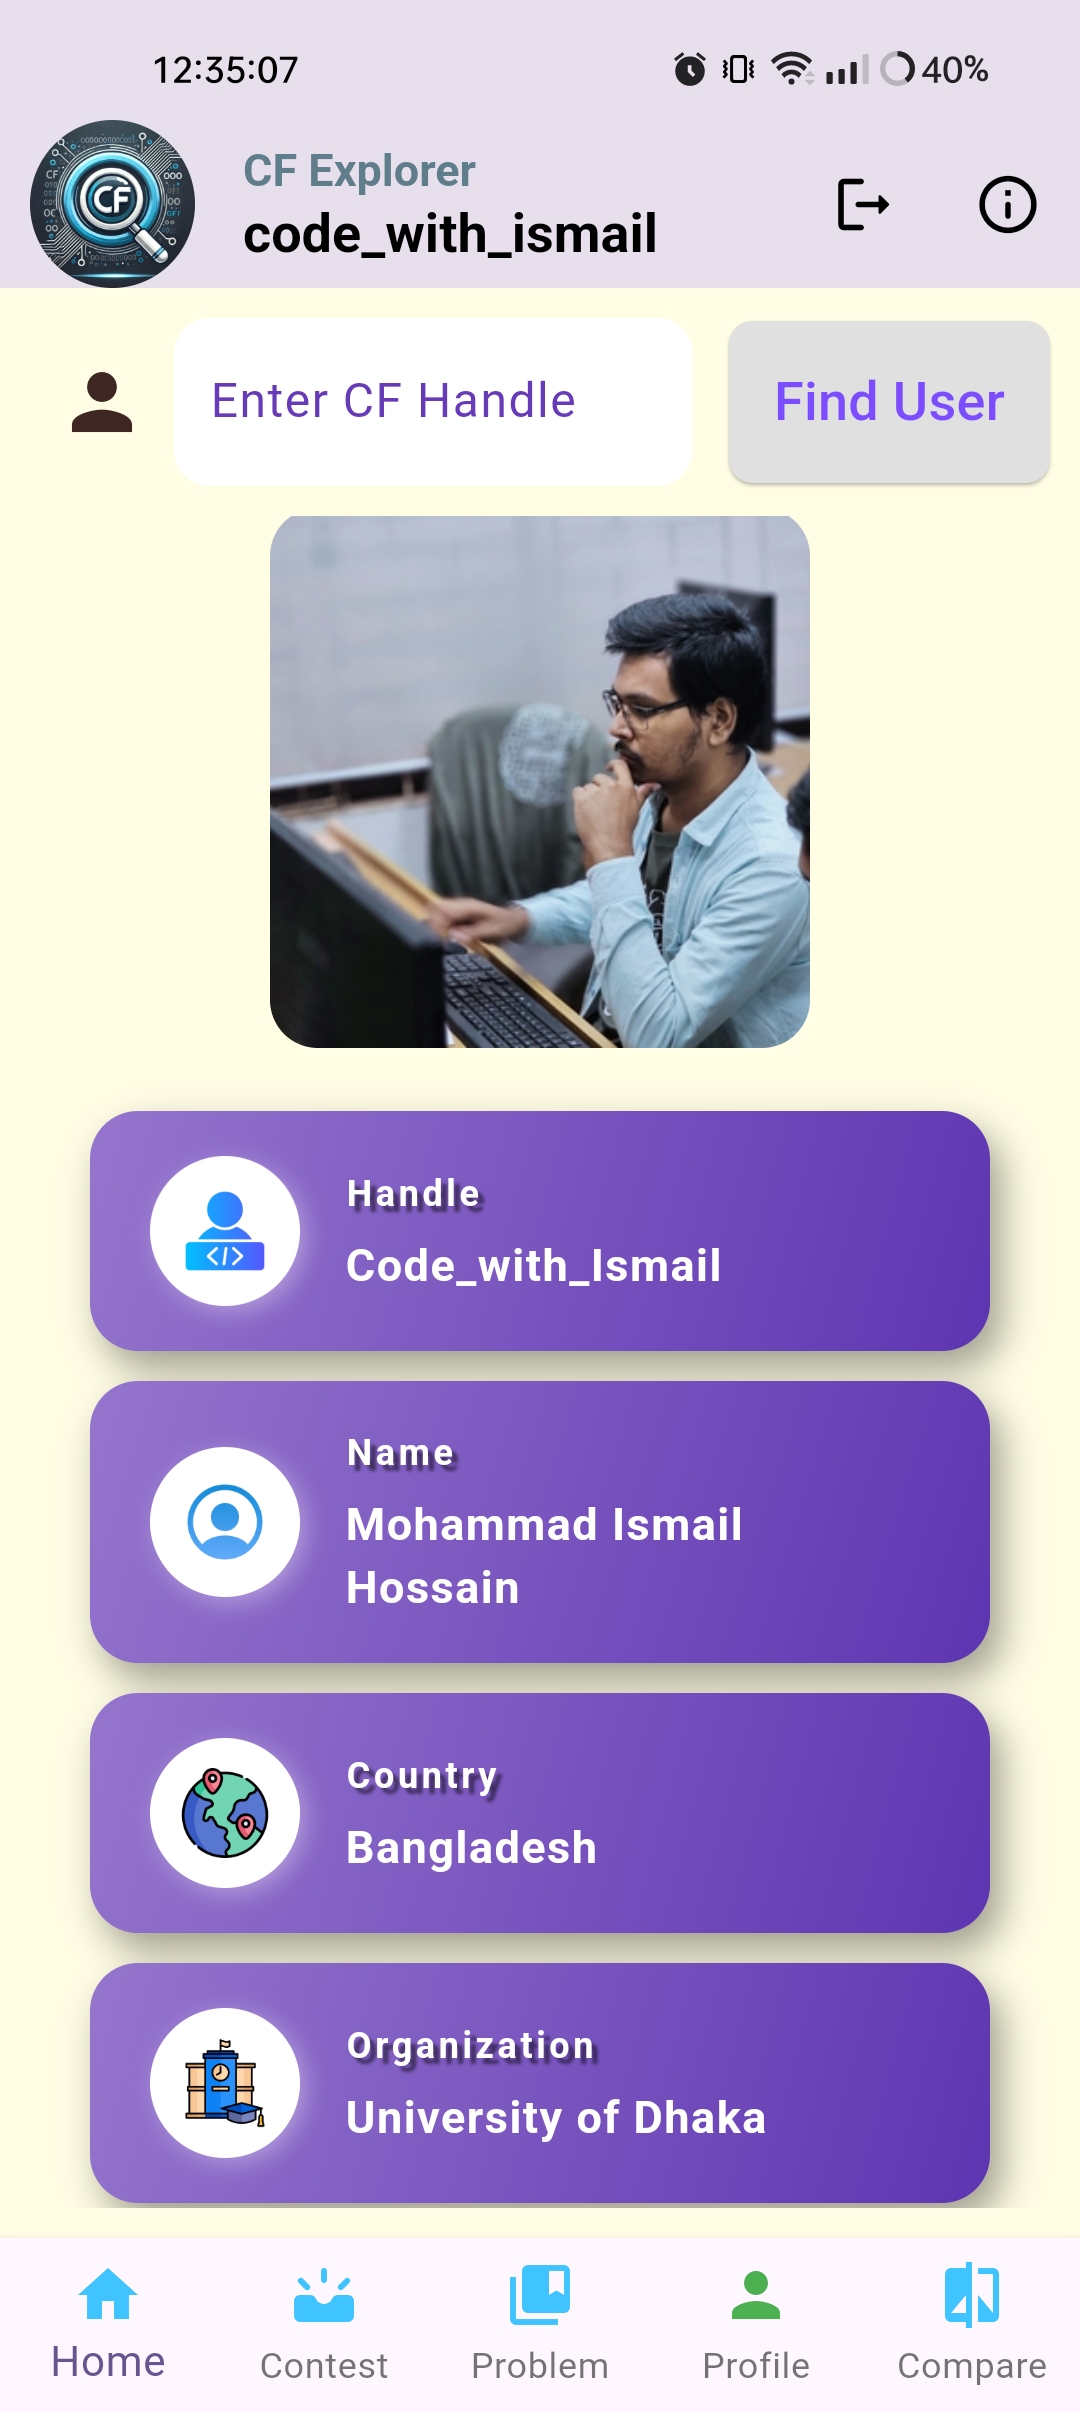 12:35:07
40%
CF Explorer
code_with_ismail
CF
Enter CF Handle
Find User
Handle
Code_with_Ismail
Name
Mohammad Ismail
Hossain
Country
Bangladesh
Organization
University of Dhaka
Home
Contest
Problem
Profile
Compare